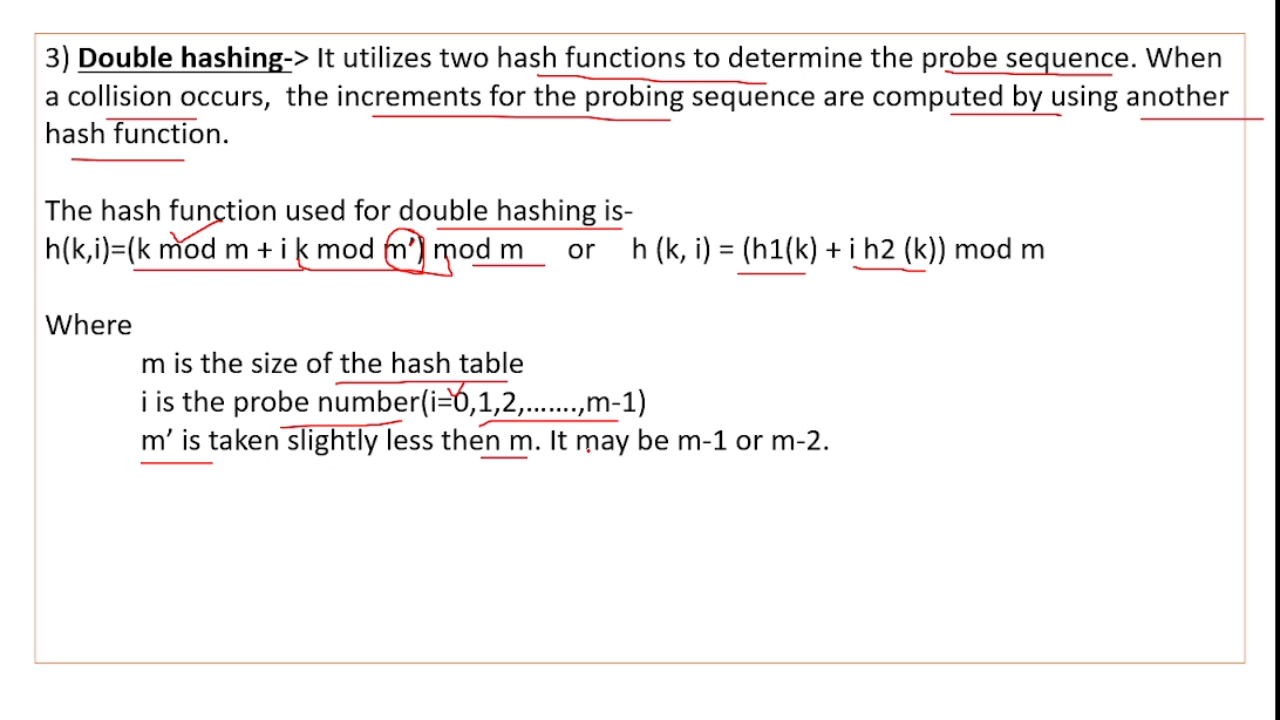 3) Double hashing-> It utilizes two hash functions to determine the probe sequence. When
a collision occurs, the increments for the probing sequence are computed by using another
hash function.
The hash function used for double hashing is-
h(k,i)=(k mod m + i k mod m’) mod m or h (k, i) = (h1(k) + i h2 (k)) mod m
Where
m is the size of the hash table
i is the probe number(i=0,1,2,…….,m-1)
m’ is taken slightly less then m. It may be m-1 or m-2.